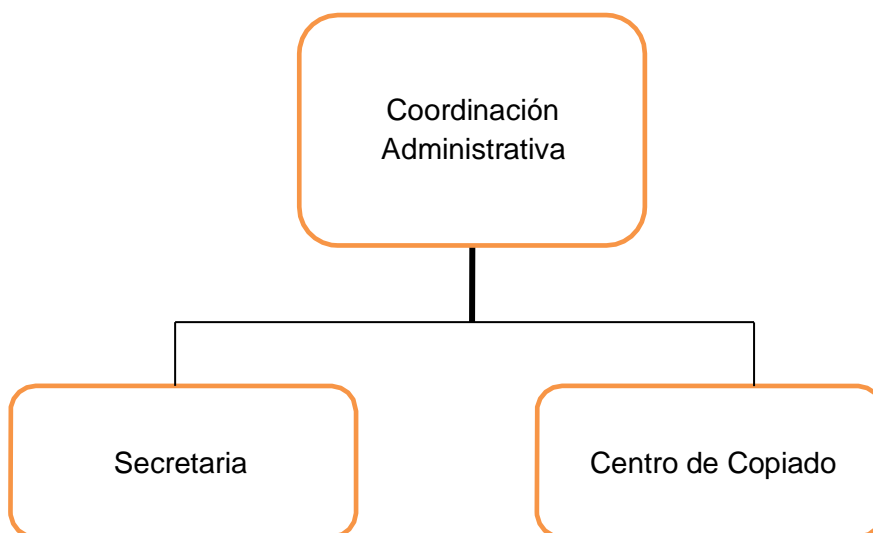 Coordinación
Administrativa
Secretaria
Centro de Copiado